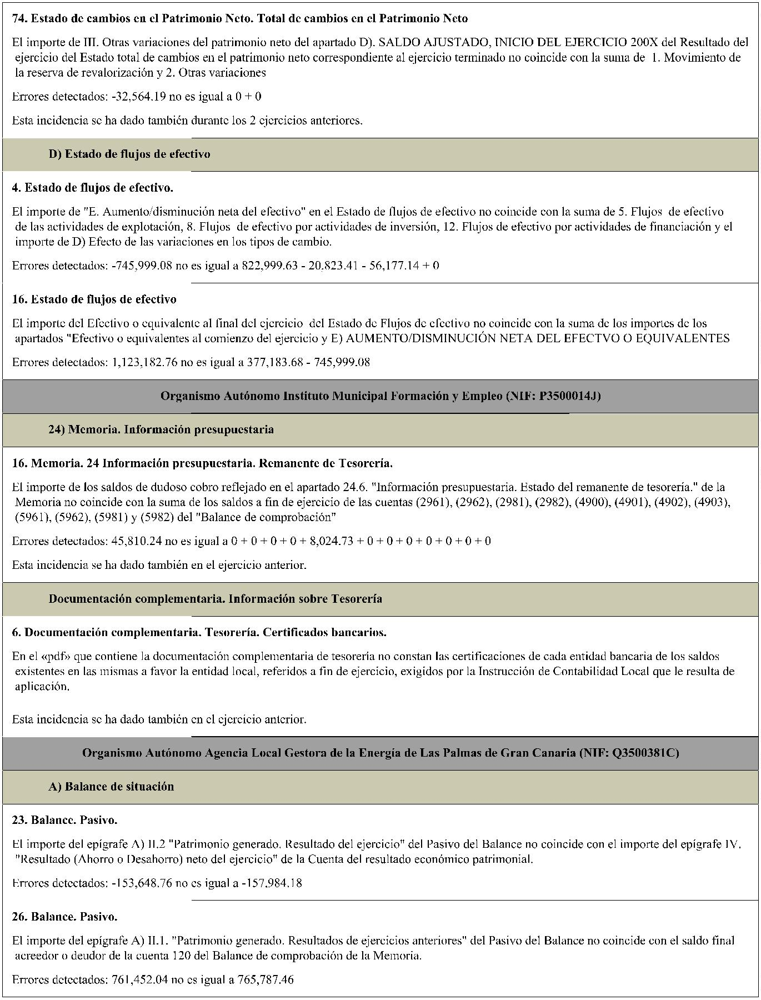 74. Estado de cambios en el Patrimonio Neto. Total de cambios en el Patrimonio Neto
El importe de III. Otras variaciones del patrimonio neto del apartado D). SALDO AJUSTADO, INICIO DEL EJERCICIO 200X del Resultado del
ejercicio del Estado total de cambios en el patrimonio neto correspondiente al ejercicio terminado no coincide con la suma de 1. Movimiento de
la reserva de revalorización y 2. Otras variaciones
Errores detectados: -32,564.19 no es igual a 0 + 0
Esta incidencia se ha dado también durante los 2 ejercicios anteriores.
D) Estado de flujos de efectivo
4. Estado de flujos de efectivo.
El importe de "E. Aumento/disminución neta del efectivo" en el Estado de flujos de efectivo no coincide con la suma de 5. Flujos de efectivo
de las actividades de explotación, 8. Flujos de efectivo por actividades de inversión, 12. Flujos de efectivo por actividades de financiación y el
importe de D) Efecto de las variaciones en los tipos de cambio.
Errores detectados: -745,999.08 no es igual a 822,999.63 - 20,823.41 - 56,177.14 + 0
16. Estado de flujos de efectivo
El importe del Efectivo o equivalente al final del ejercicio del Estado de Flujos de efectivo no coincide con la suma de los importes de los
apartados "Efectivo o equivalentes al comienzo del ejercicio y E) AUMENTO/DISMINUCIÓN NETA DEL EFECTVO O EQUIVALENTES
Errores detectados: 1,123,182.76 no es igual a 377,183.68 - 745,999.08
Organismo Autónomo Instituto Municipal Formación y Empleo (NIF: P3500014J)
24) Memoria. Información presupuestaria
16. Memoria. 24 Información presupuestaria. Remanente de Tesorería.
El importe de los saldos de dudoso cobro reflejado en el apartado 24.6. "Información presupuestaria. Estado del remanente de tesorería." de la
Memoria no coincide con la suma de los saldos a fin de ejercicio de las cuentas (2961), (2962), (2981), (2982), (4900), (4901), (4902), (4903),
(5961), (5962), (5981) y (5982) del "Balance de comprobación"
Errores detectados: 45,810.24 no es igual a 0 + 0 + 0 + 0 + 8,024.73 + 0 + 0 + 0 + 0 + 0 + 0 + 0
Esta incidencia se ha dado también en el ejercicio anterior.
Documentación complementaria. Información sobre Tesorería
6. Documentación complementaria. Tesorería. Certificados bancarios.
En el «pdf» que contiene la documentación complementaria de tesorería no constan las certificaciones de cada entidad bancaria de los saldos
existentes en las mismas a favor la entidad local, referidos a fin de ejercicio, exigidos por la Instrucción de Contabilidad Local que le resulta de
aplicación.
Esta incidencia se ha dado también en el ejercicio anterior.
Organismo Autónomo Agencia Local Gestora de la Energía de Las Palmas de Gran Canaria (NIF: Q3500381C)
A) Balance de situación
23. Balance. Pasivo.
El importe del epígrafe A) II.2 "Patrimonio generado. Resultado del ejercicio" del Pasivo del Balance no coincide con el importe del epígrafe IV.
"Resultado (Ahorro o Desahorro) neto del ejercicio" de la Cuenta del resultado económico patrimonial.
Errores detectados: -153,648.76 no es igual a -157,984.18
26. Balance. Pasivo.
El importe del epígrafe A) II.1. "Patrimonio generado. Resultados de ejercicios anteriores" del Pasivo del Balance no coincide con el saldo final
acreedor o deudor de la cuenta 120 del Balance de comprobación de la Memoria.
Errores detectados: 761,452.04 no es igual a 765,787.46